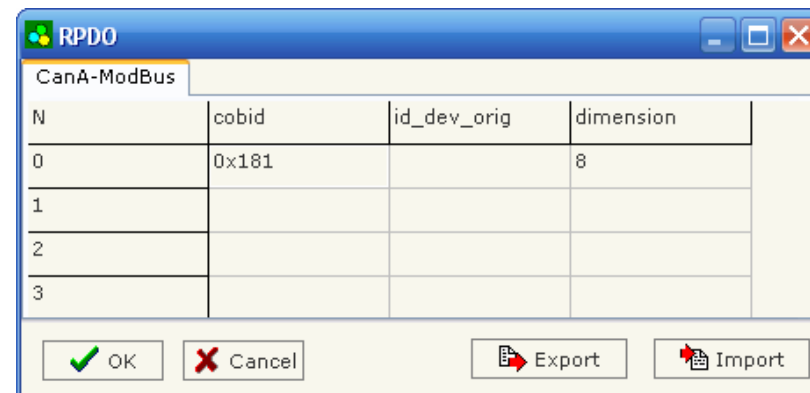 RPDO
CanA-ModBus
N cobid id_dev_orig dimension
0 0x181 8
1
2
3
OK Cancel Export Import